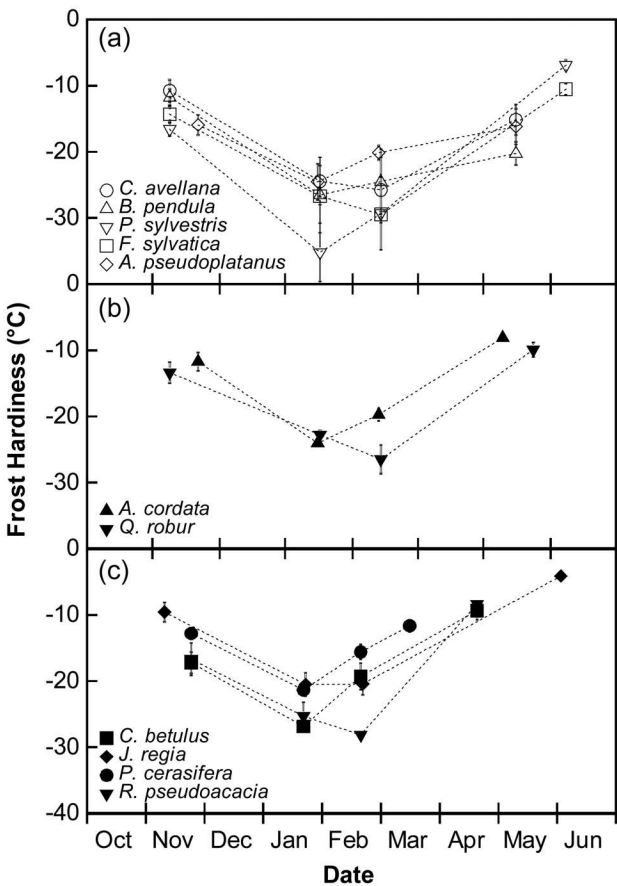 0
(a)
-10
-20
-30
C. avellana
B. pendula
P. sylvestris
F. sylvatica
A. pseudoplatanus
0
(b)
-10
-20
-30
A. cordata
Q. robur
0
(c)
-10
-20
-30
-40
C. betulus
J. regia
P. cerasifera
R. pseudoacacia
Frost Hardiness (°C)
Oct Nov Dec Jan Feb Mar Apr May Jun
Date